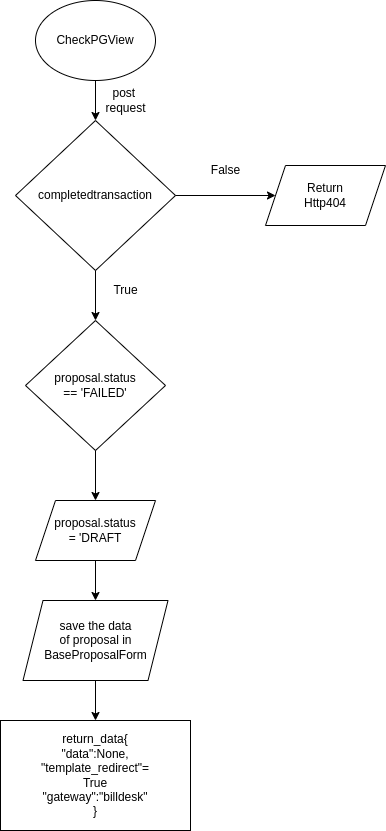 CheckPGView
post
request
completedtransaction
False
Return
Http404
True
proposal.status
== 'FAILED'
proposal.status
= 'DRAFT
save the data
of proposal in
BaseProposalForm
return_data{
"data":None,
"template_redirect"=
True
"gateway":"billdesk"
}